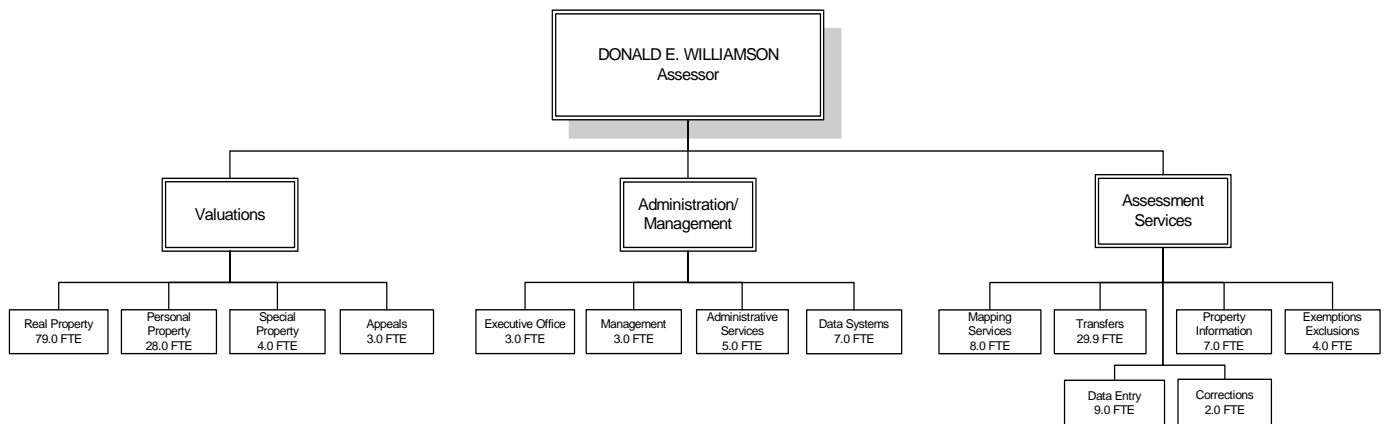 DONALD E. WILLIAMSON
Assessor
Valuations
Administration/
Management
Assessment
Services
Real Property
79.0 FTE
Personal
Property
28.0 FTE
Special
Property
4.0 FTE
Appeals
3.0 FTE
Executive Office
3.0 FTE
Management
3.0 FTE
Administrative
Services
5.0 FTE
Data Systems
7.0 FTE
Mapping
Services
8.0 FTE
Transfers
29.9 FTE
Property
Information
7.0 FTE
Exemptions
Exclusions
4.0 FTE
Data Entry
9.0 FTE
Corrections
2.0 FTE